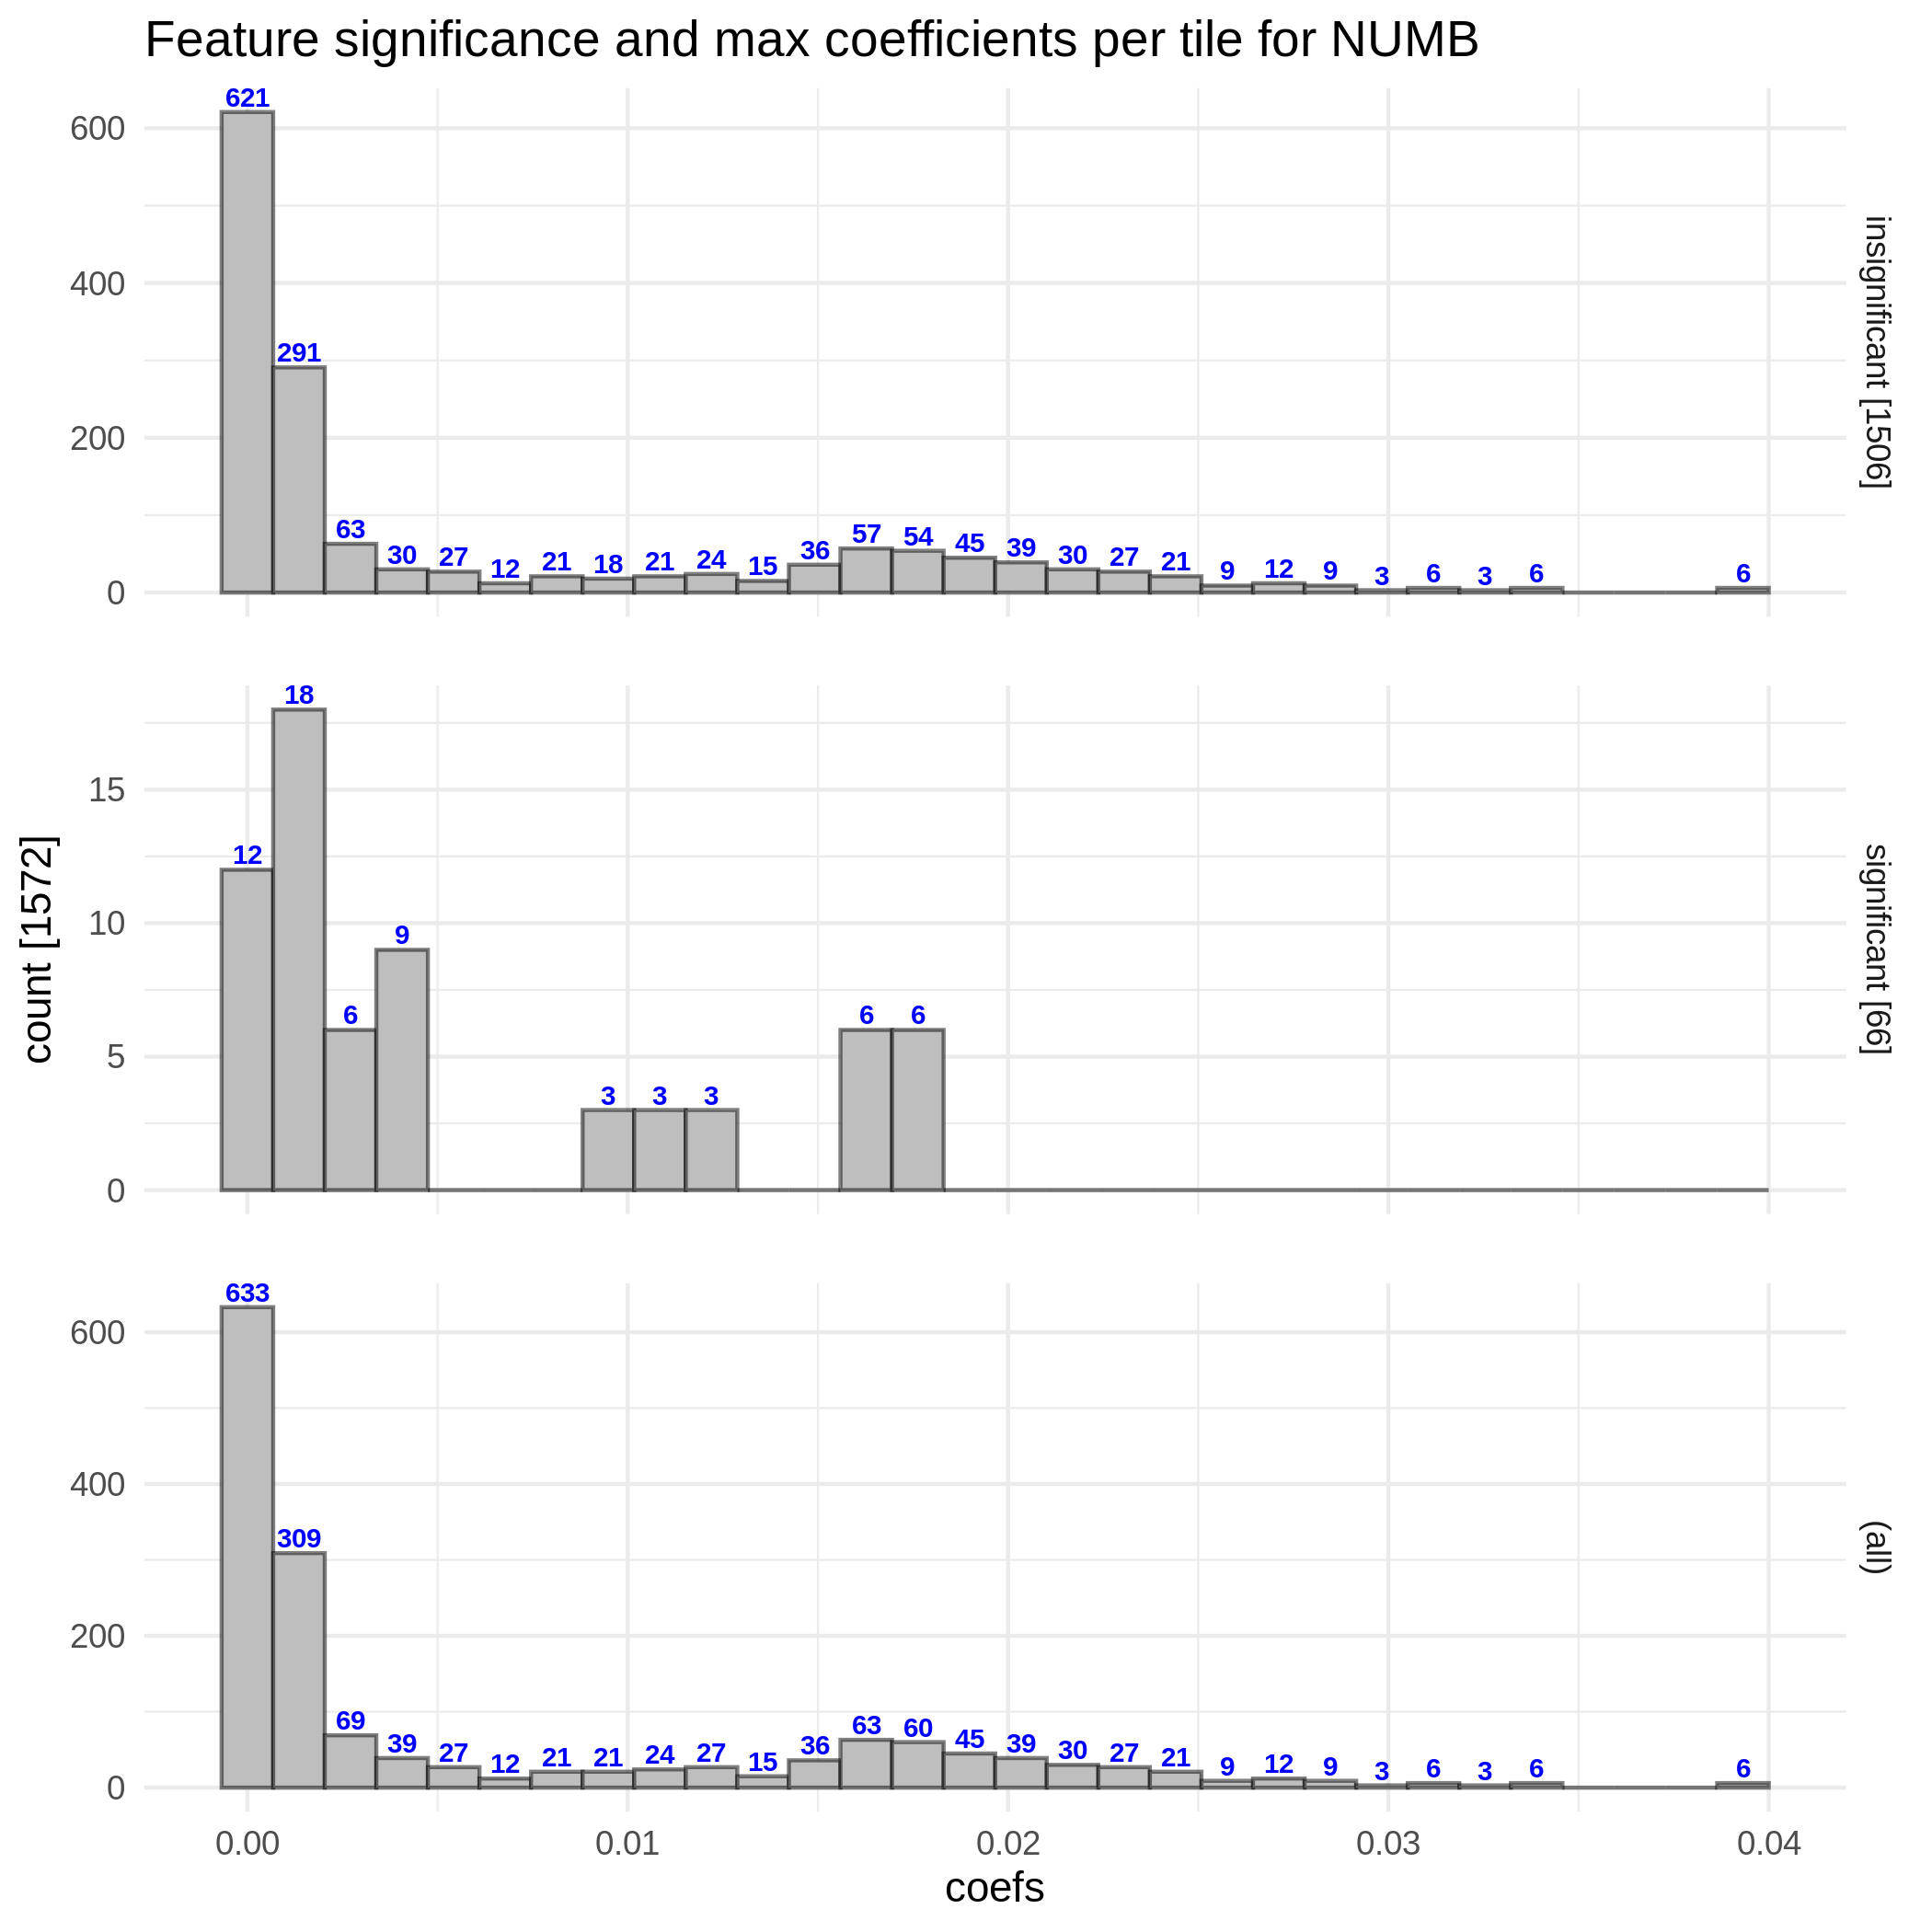 Feature significance and max coefficients per tile for NUMB
621
600
291
400
200
63 30 27 12 21 18 21 24 15 36 57 54 45 39 30 27 21 9 12 9 3 6 3 6 6
0
insignificant [1506]
18
15
12
10
9
6 6 6
5
3 3 3
0
significant [66]
count [1572]
633
600
400
309
200
69 39 27 12 21 21 24 27 15 36 63 60 45 39 30 27 21 9 12 9 3 6 3 6 6
0
(all)
0.00 0.01 0.02 0.03 0.04
coefs